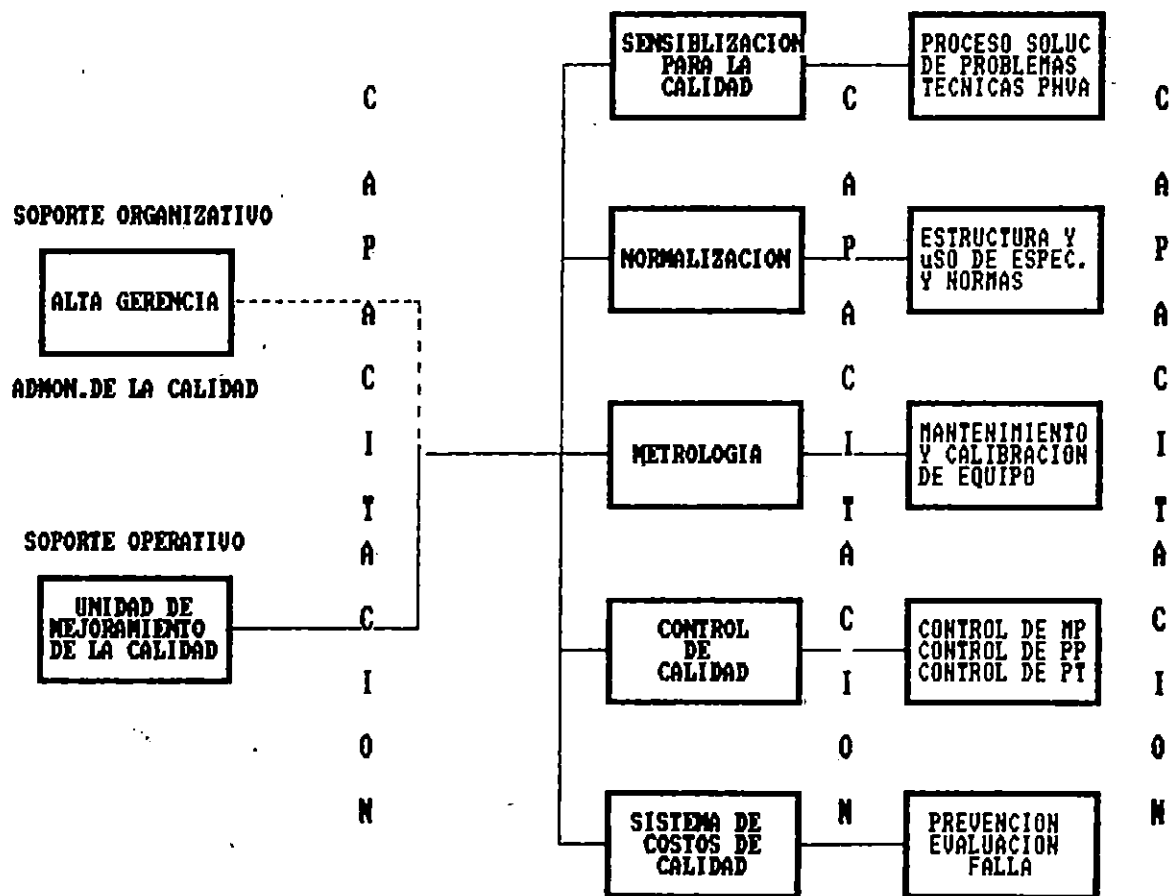 SOPORTE ORGANIZATIVO
ALTA GERENCIA
ADMON.DE LA CALIDAD
SOPORTE OPERATIVO
UNIDAD DE
MEJORAMIENTO
DE LA CALIDAD
C
A
P
A
C
I
T
A
C
I
O
N
SENSIBLIZACION
PARA LA
CALIDAD
NORMALIZACION
METROLOGIA
CONTROL
DE
CALIDAD
SISTEMA DE
COSTOS DE
CALIDAD
C
A
P
A
C
I
T
A
C
I
O
N
PROCESO SOLUC
DE PROBLEMAS
TECNICAS PHVA
ESTRUCTURA Y
uSO DE ESPEC.
Y NORMAS
MANTENIMIENTO
Y CALIBRACION
DE EQUIPO
CONTROL DE MP
CONTROL DE PP
CONTROL DE PT
PREVENCION
EVALUACION
FALLA
C
A
P
A
C
I
T
A
C
I
O
N